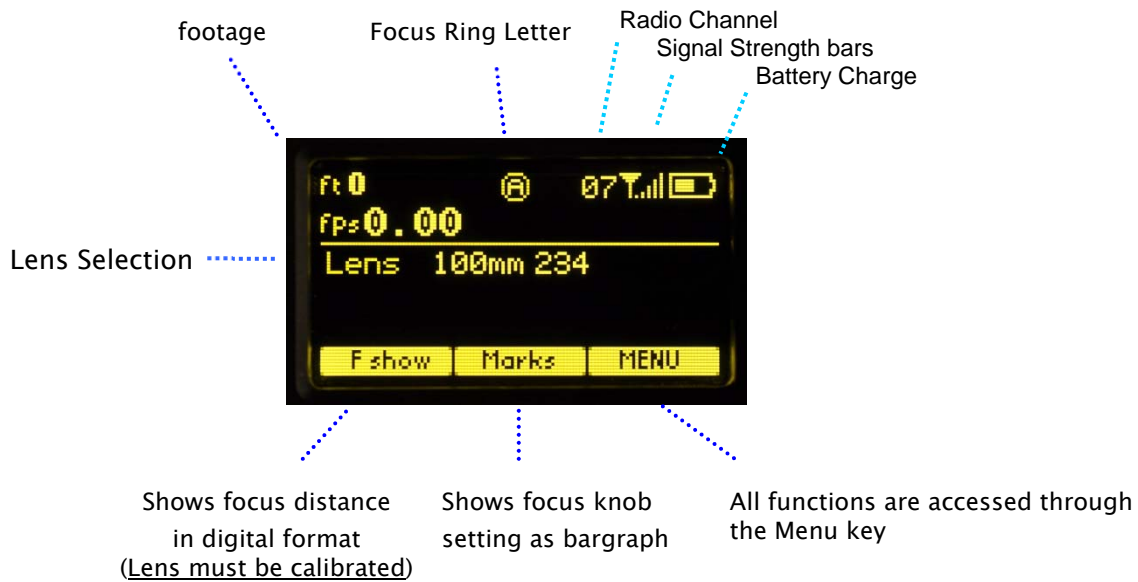 Radio Channel
footage Focus Ring Letter
Signal Strength bars
Battery Charge
ft 0 A 07
fps 0.00
Lens Selection
Lens 100mm 234
F show Marks MENU
Shows focus distance
in digital format
(Lens must be calibrated)
Shows focus knob
setting as bargraph
All functions are accessed through
the Menu key